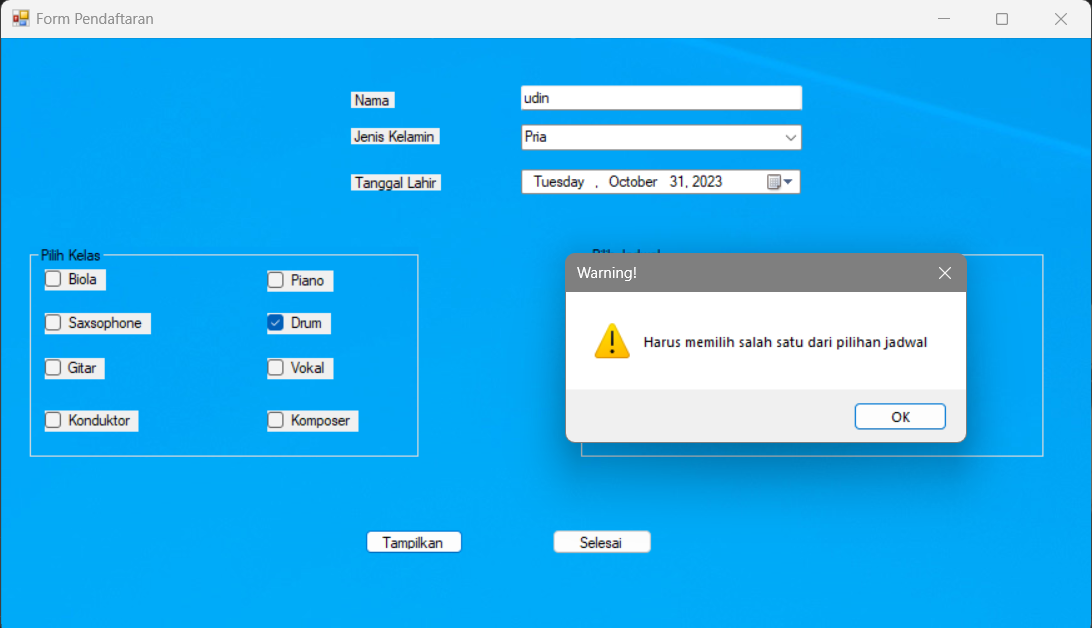 Form Pendaftaran
Nama
udin
Jenis Kelamin
Pria
Tanggal Lahir
Tuesday , October 31, 2023
Pilih Kelas
Biola
Piano
Saxsophone
Drum
Gitar
Vokal
Konduktor
Komposer
Warning!
Harus memilih salah satu dari pilihan jadwal
OK
Tampilkan
Selesai